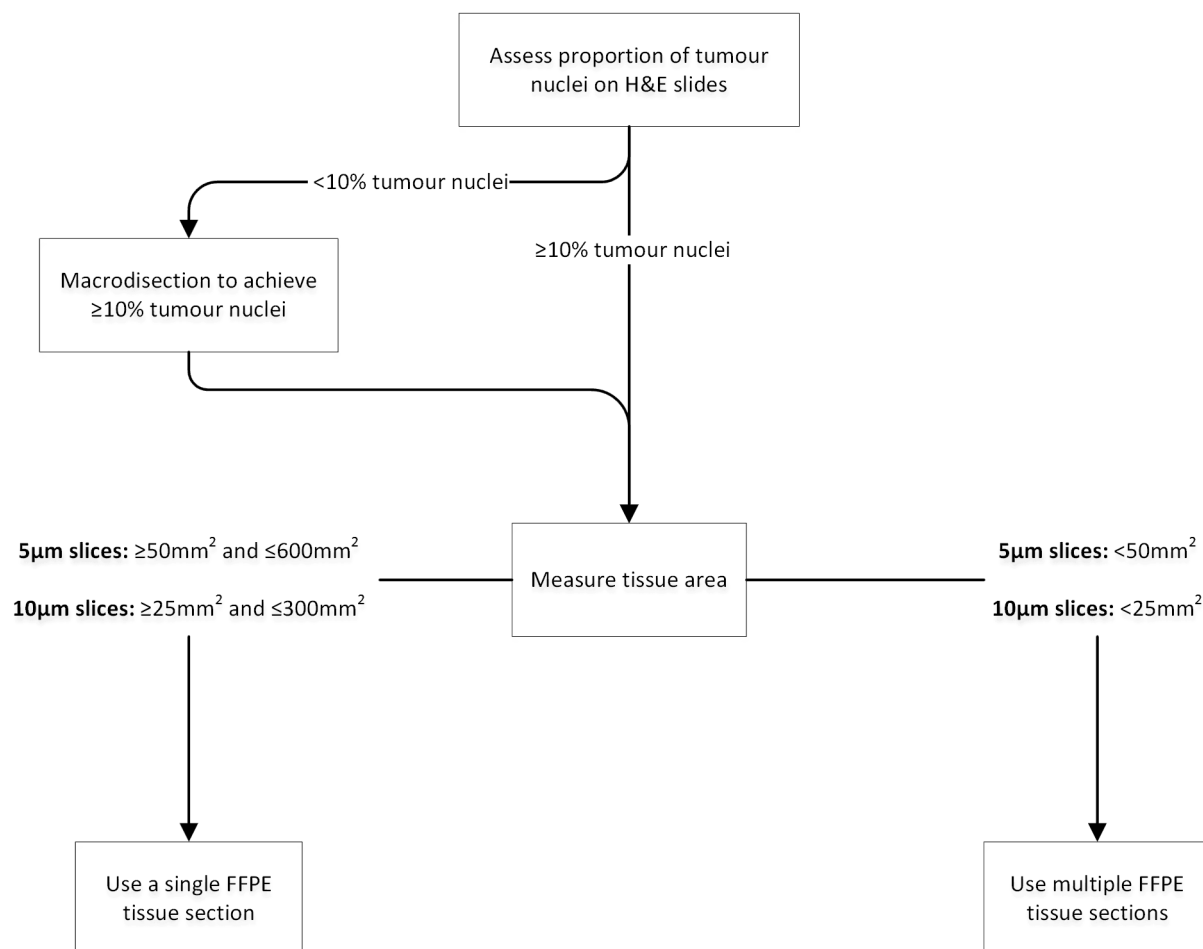 Assess proportion of tumour
nuclei on H&E slides
<10% tumour nuclei
≥10% tumour nuclei
Macrodisection to achieve
≥10% tumour nuclei
5µm slices: ≥50mm² and ≤600mm²
10µm slices: ≥25mm² and ≤300mm²
Measure tissue area
5µm slices: <50mm²
10µm slices: <25mm²
Use a single FFPE
tissue section
Use multiple FFPE
tissue sections